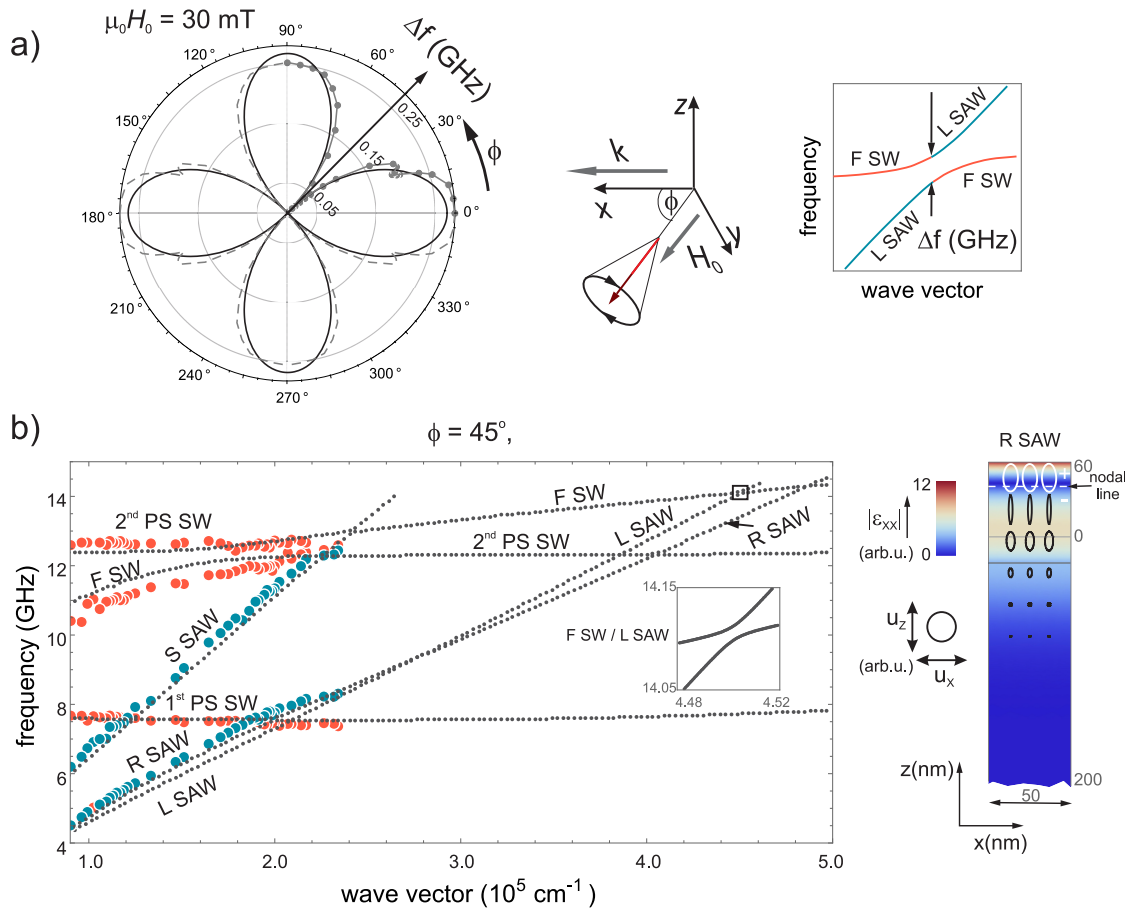 a)
μ₀H₀ = 30 mT
Δf (GHz)
90°
60°
30°
0°
330°
300°
270°
240°
210°
180°
150°
120°
0.25
0.15
0.05
ϕ
z
k
x
ϕ
y
H₀
frequency
F SW
L SAW
F SW
L SAW
Δf (GHz)
wave vector
b)
ϕ = 45°,
frequency (GHz)
14
12
10
8
6
4
2nd PS SW
F SW
S SAW
1st PS SW
R SAW
L SAW
F SW
2nd PS SW
L SAW
R SAW
F SW / L SAW
14.15
14.05
4.48
4.52
1.0
2.0
3.0
4.0
5.0
wave vector (10⁵ cm⁻¹)
R SAW
12
|εxx|
(arb.u.)
0
60
+
nodal
line
−
0
uz
(arb.u.)
ux
z(nm)
200
50
x(nm)